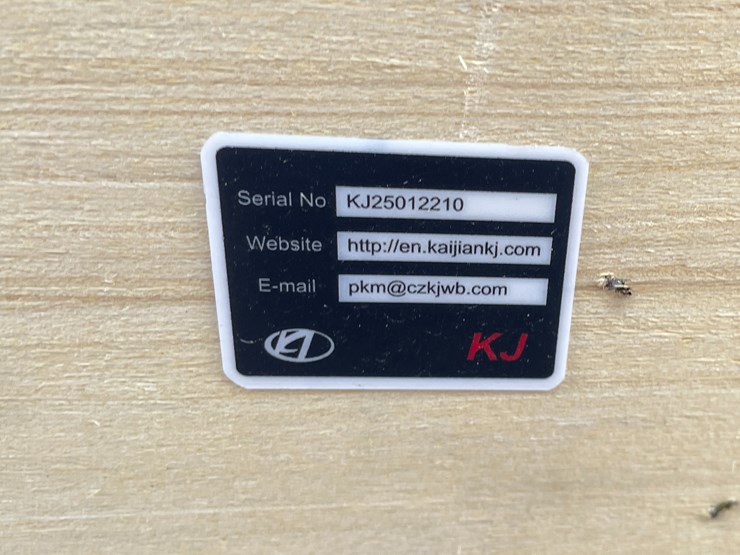 Serial No KJ25012210
Website http://en.kaijiankj.com
E-mail pkm@czkjwb.com
KJ